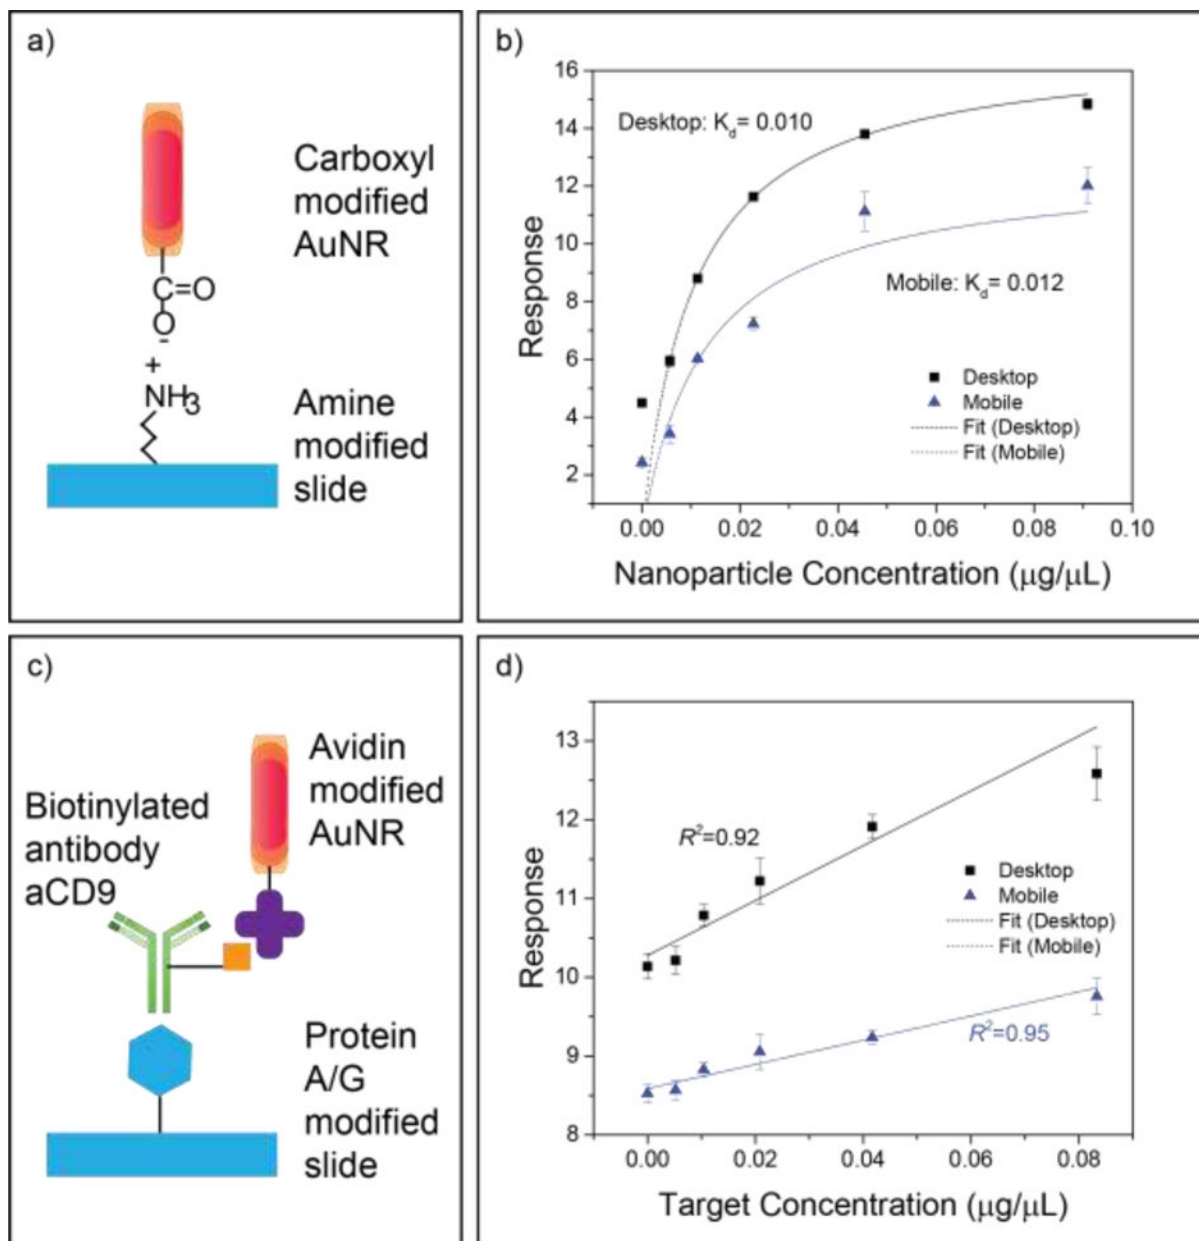 a)
Carboxyl
modified
AuNR
C=O
O
-
+
NH3
Amine
modified
slide
b)
16
14
12
10
8
6
4
2
Response
Desktop: Kd= 0.010
Mobile: Kd= 0.012
Desktop
Mobile
Fit (Desktop)
Fit (Mobile)
0.00 0.02 0.04 0.06 0.08 0.10
Nanoparticle Concentration (μg/μL)
c)
Biotinylated
antibody
aCD9
Avidin
modified
AuNR
Protein
A/G
modified
slide
d)
13
12
11
10
9
8
Response
R²=0.92
Desktop
Mobile
Fit (Desktop)
Fit (Mobile)
R²=0.95
0.00 0.02 0.04 0.06 0.08
Target Concentration (μg/μL)